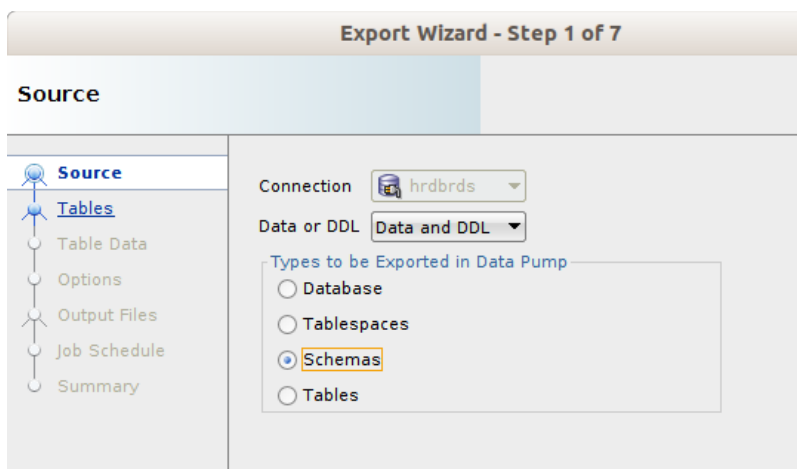 Export Wizard - Step 1 of 7
Source
Source
Tables
Table Data
Options
Output Files
Job Schedule
Summary
Connection hrdbrds
Data or DDL Data and DDL
Types to be Exported in Data Pump
Database
Tablespaces
Schemas
Tables